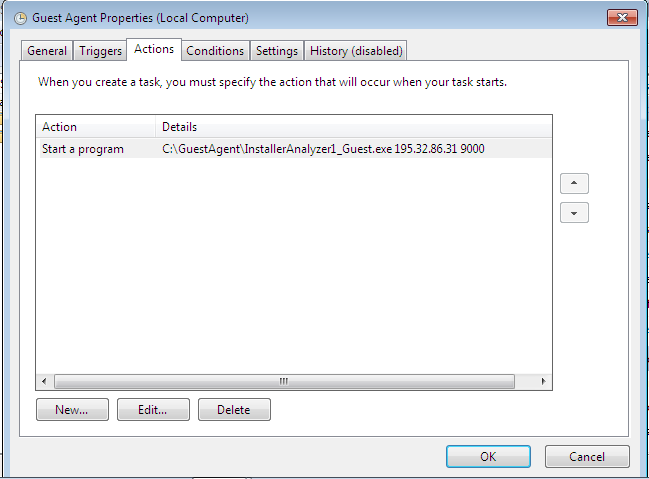 Guest Agent Properties (Local Computer)
General Triggers Actions Conditions Settings History (disabled)
When you create a task, you must specify the action that will occur when your task starts.
Action Details
Start a program C:\GuestAgent\InstallerAnalyzer1_Guest.exe 195.32.86.31 9000
New... Edit... Delete
OK Cancel